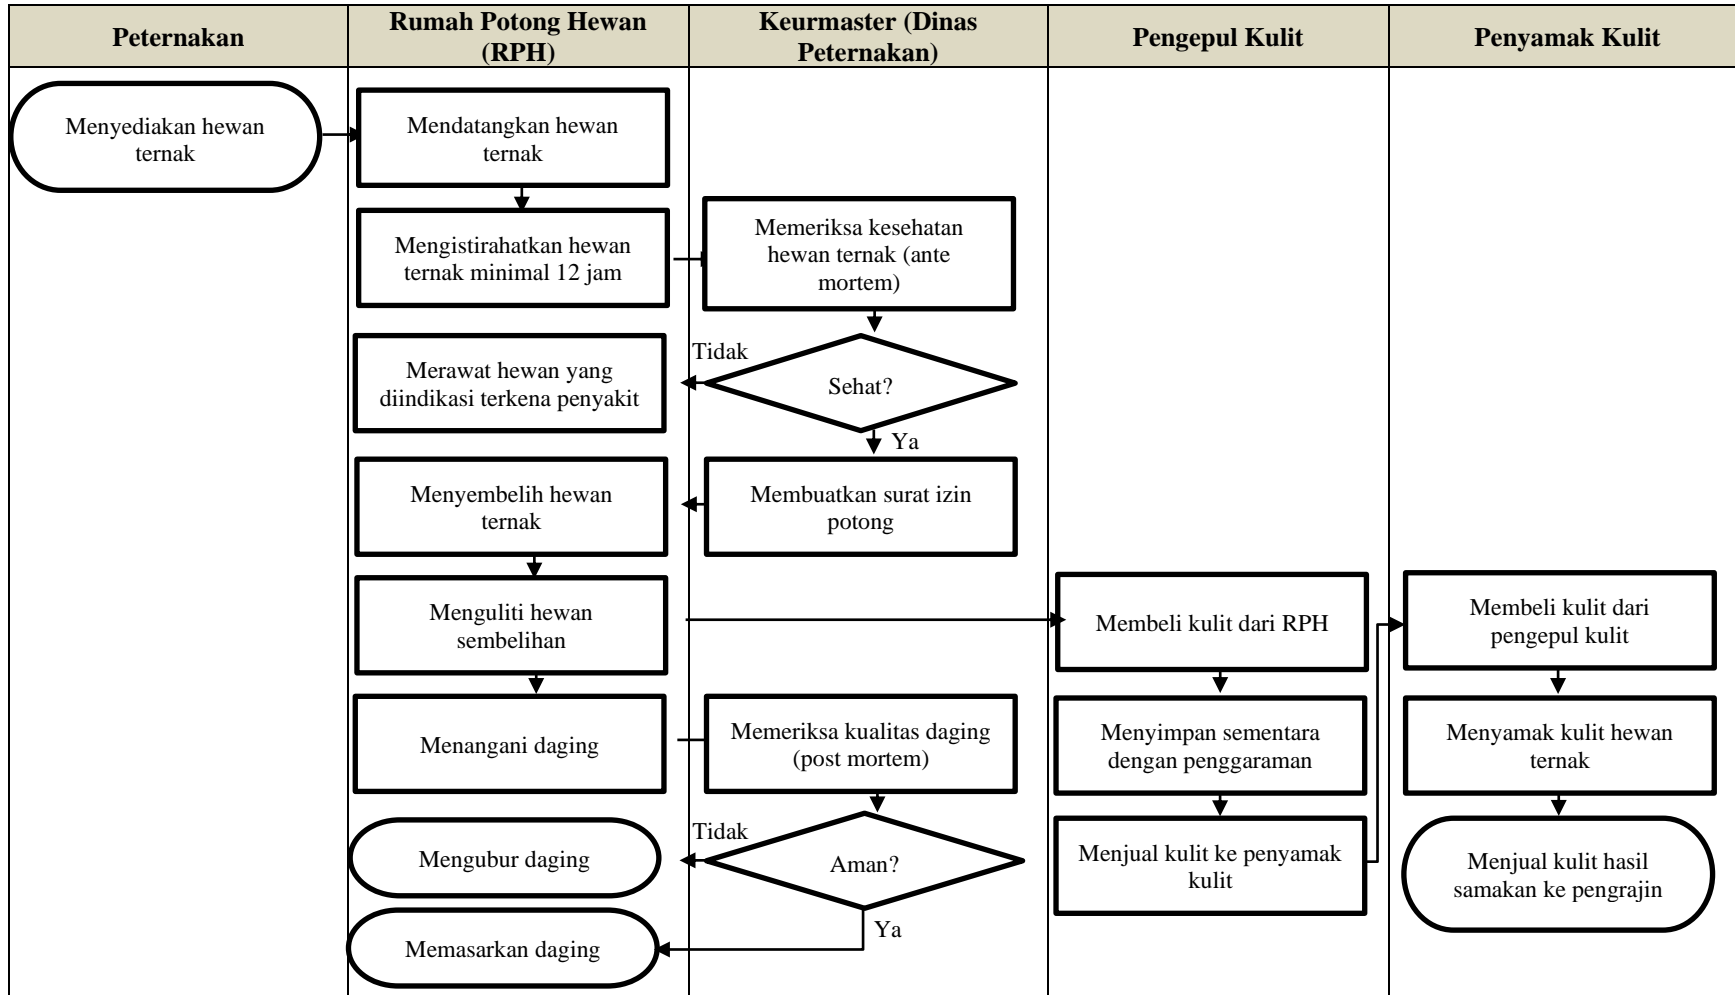 Peternakan
Rumah Potong Hewan
(RPH)
Keurmaster (Dinas
Peternakan)
Pengepul Kulit
Penyamak Kulit
Menyediakan hewan
ternak
Mendatangkan hewan
ternak
Mengistirahatkan hewan
ternak minimal 12 jam
Memeriksa kesehatan
hewan ternak (ante
mortem)
Tidak
Sehat?
Merawat hewan yang
diindikasi terkena penyakit
Ya
Menyembelih hewan
ternak
Membuatkan surat izin
potong
Menguliti hewan
sembelihan
Membeli kulit dari RPH
Membeli kulit dari
pengepul kulit
Menangani daging
Memeriksa kualitas daging
(post mortem)
Menyimpan sementara
dengan penggaraman
Menyamak kulit hewan
ternak
Tidak
Mengubur daging
Aman?
Menjual kulit ke penyamak
kulit
Menjual kulit hasil
samakan ke pengrajin
Ya
Memasarkan daging